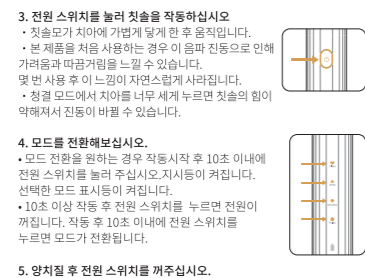 3. 전원 스위치를 눌러 칫솔을 작동하십시오
・칫솔모가 치아에 가볍게 닿게 한 후 움직입니다.
・본 제품을 처음 사용하는 경우 이 음파 진동으로 인해
가려움과 따끔거림을 느낄 수 있습니다.
몇 번 사용 후 이 느낌이 자연스럽게 사라집니다.
・청결 모드에서 치아를 너무 세게 누르면 칫솔의 힘이
약해져서 진동이 바뀔 수 있습니다.
4. 모드를 전환해보십시오.
• 모드 전환을 원하는 경우 작동시작 후 10초 이내에
전원 스위치를 눌러 주십시오.지시등이 켜집니다.
선택한 모드 표시등이 켜집니다.
• 10초 이상 작동 후 전원 스위치를 누르면 전원이
꺼집니다. 작동 후 10초 이내에 전원 스위치를
누르면 모드가 전환됩니다.
5. 양치질 후 전원 스위치를 꺼주십시오.